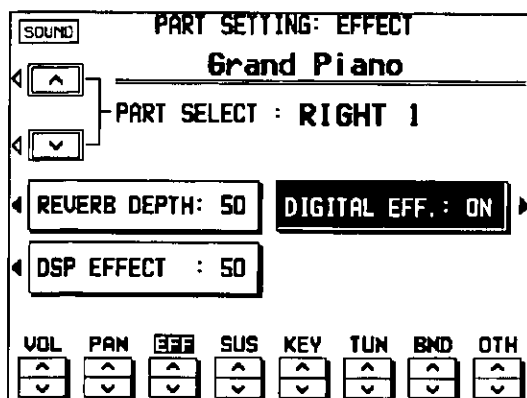 SOUND
PART SETTING: EFFECT
Grand Piano
PART SELECT : RIGHT 1
REVERB DEPTH: 50
DIGITAL EFF.: ON
DSP EFFECT : 50
VOL PAN EFF SUS KEY TUN BND OTH